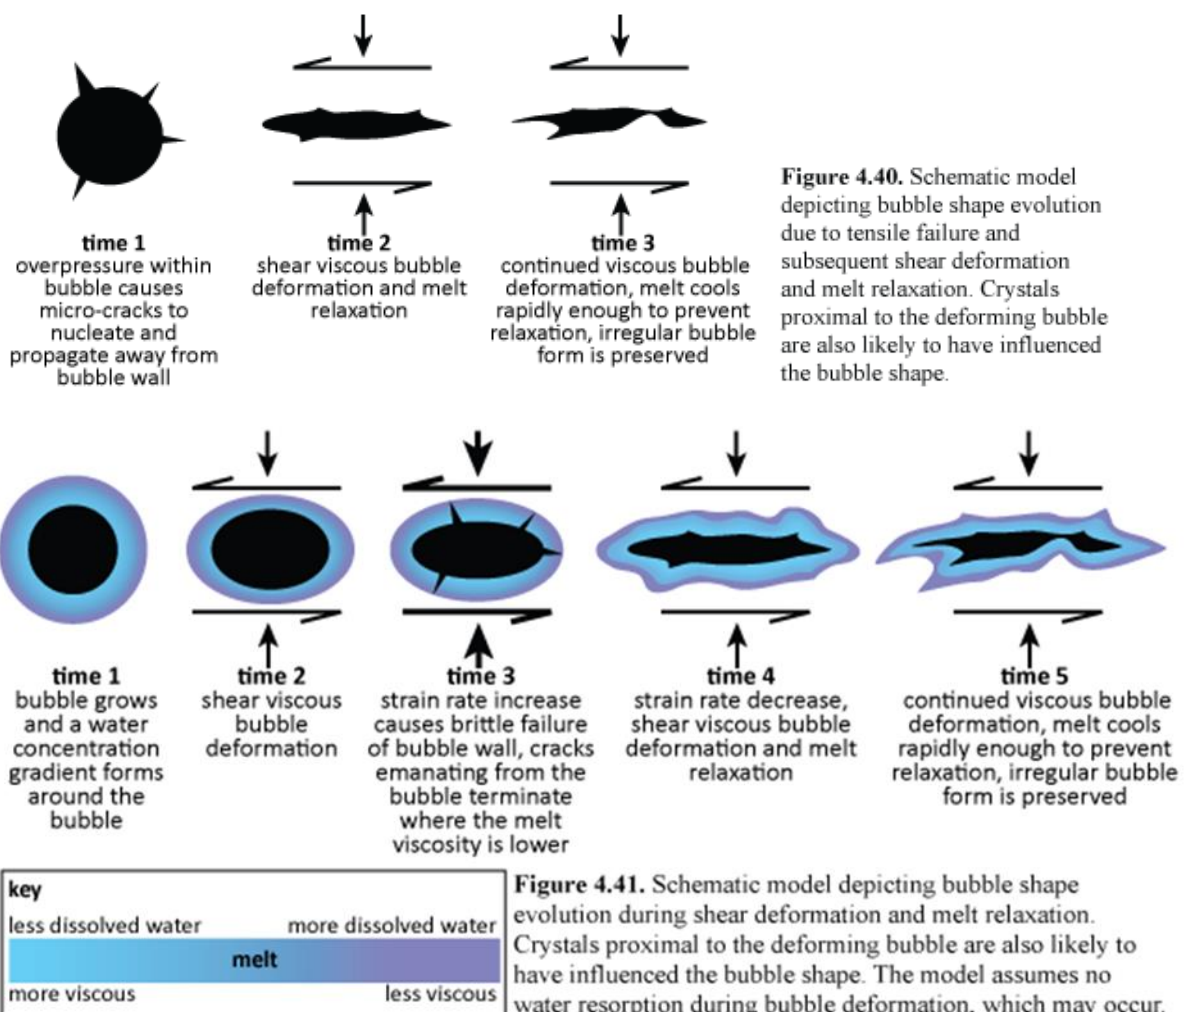 time 1
overpressure within
bubble causes
micro-cracks to
nucleate and
propagate away from
bubble wall
time 2
shear viscous bubble
deformation and melt
relaxation
time 3
continued viscous bubble
deformation, melt cools
rapidly enough to prevent
relaxation, irregular bubble
form is preserved
Figure 4.40. Schematic model
depicting bubble shape evolution
due to tensile failure and
subsequent shear deformation
and melt relaxation. Crystals
proximal to the deforming bubble
are also likely to have influenced
the bubble shape.
time 1
bubble grows
and a water
concentration
gradient forms
around the
bubble
time 2
shear viscous
bubble
deformation
time 3
strain rate increase
causes brittle failure
of bubble wall, cracks
emanating from the
bubble terminate
where the melt
viscosity is lower
time 4
strain rate decrease,
shear viscous bubble
deformation and melt
relaxation
time 5
continued viscous bubble
deformation, melt cools
rapidly enough to prevent
relaxation, irregular bubble
form is preserved
key
less dissolved water more dissolved water
melt
more viscous less viscous
Figure 4.41. Schematic model depicting bubble shape
evolution during shear deformation and melt relaxation.
Crystals proximal to the deforming bubble are also likely to
have influenced the bubble shape. The model assumes no
water resorption during bubble deformation, which may occur.